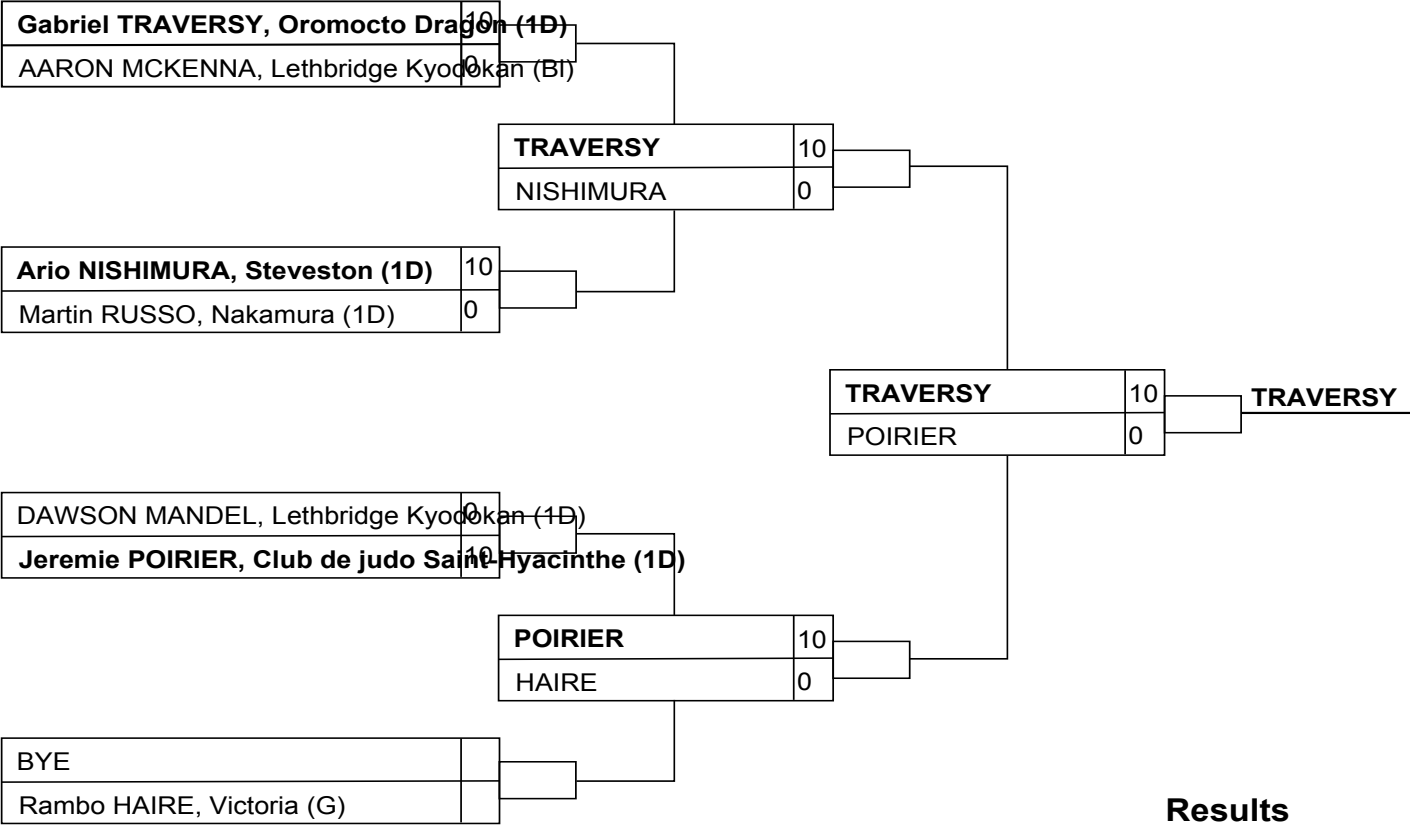 Gabriel TRAVERSY, Oromocto Dragon (1D) 10
AARON MCKENNA, Lethbridge Kyodokan (Bl) 0
TRAVERSY 10
NISHIMURA 0
Ario NISHIMURA, Steveston (1D) 10
Martin RUSSO, Nakamura (1D) 0
TRAVERSY 10
POIRIER 0
TRAVERSY
DAWSON MANDEL, Lethbridge Kyodokan (1D) 0
Jeremie POIRIER, Club de judo Saint-Hyacinthe (1D) 10
POIRIER 10
HAIRE 0
BYE
Rambo HAIRE, Victoria (G)
Results